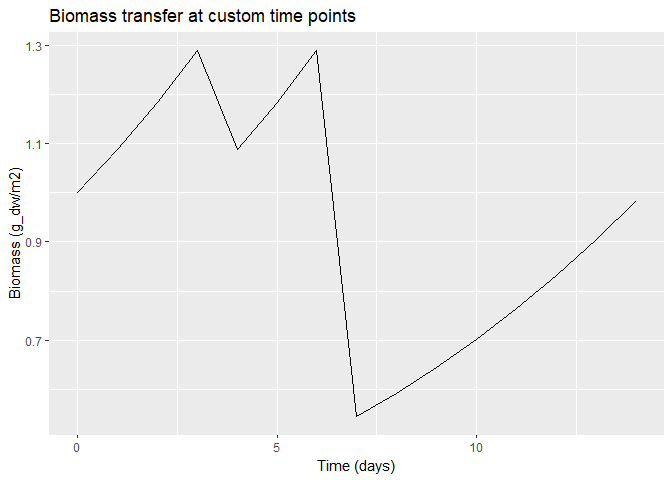 Biomass transfer at custom time points
1.3
1.1
0.9
0.7
Biomass (g_dw/m2)
0
5
10
Time (days)